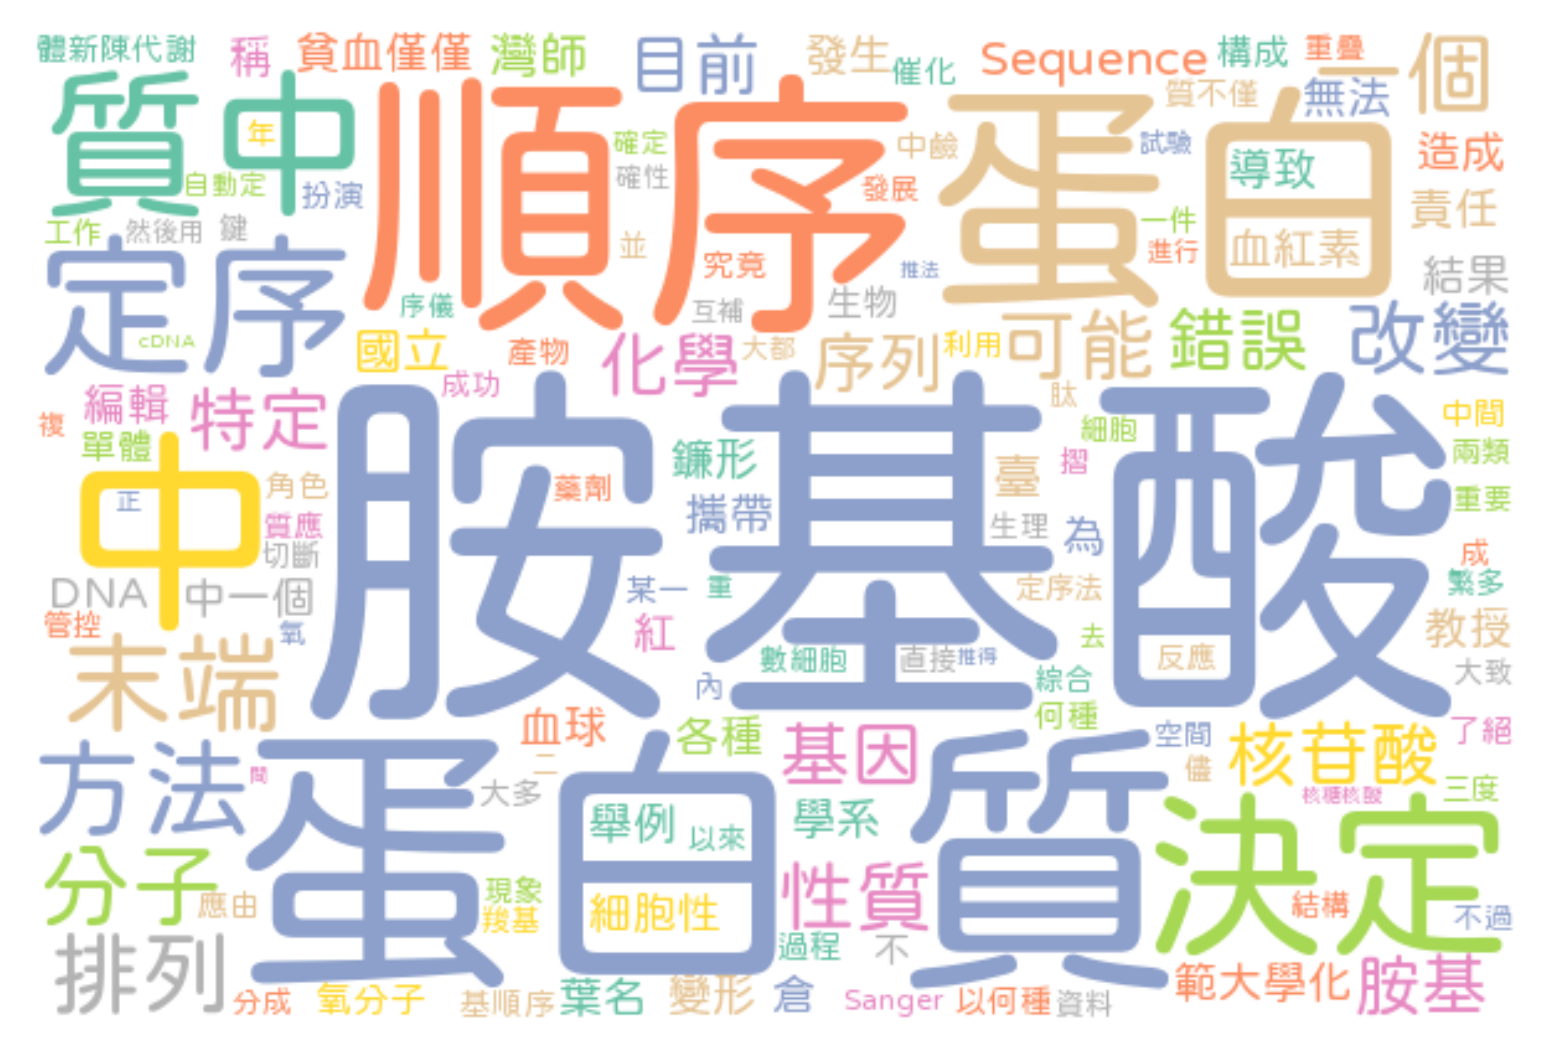 體新陳代謝
稱
貧血僅僅
灣師
目前
發生
催化
Sequence
構成
重疊
一個
質中
順序
蛋白
質不僅
無法
年
確定
中鹼
試驗
導致
造成
自動定
扮演
確性
發展
責任
工作
然後用
鍵
並
究竟
一件
進行
血紅素
推法
結果
定序
序儀
互補
生物
cDNA
國立
產物
化學
大都
序列
利用
可能
錯誤
改變
成功
編輯
特定
肽
中間
複
單體
胺基酸
鐮形
細胞
兩類
中
正
角色
藥劑
臺
摺
重要
質應
攜帶
生理
為
切斷
成
DNA
中一個
某一
重
定序法
繁多
管控
氧
紅
去
教授
末端
數細胞
直接
推得
反應
大致
內
綜合
血球
各種
基因
何種
空間
核苷酸
了絕
方法
間
二
儘
蛋白質
大多
核糖核酸
三度
舉例
以來
學系
決定
分子
應由
現象
羧基
細胞性
性質
結構
不過
排列
過程
不
分成
氧分子
基順序
葉名
變形
倉
Sanger
以何種
資料
範大學化
胺基